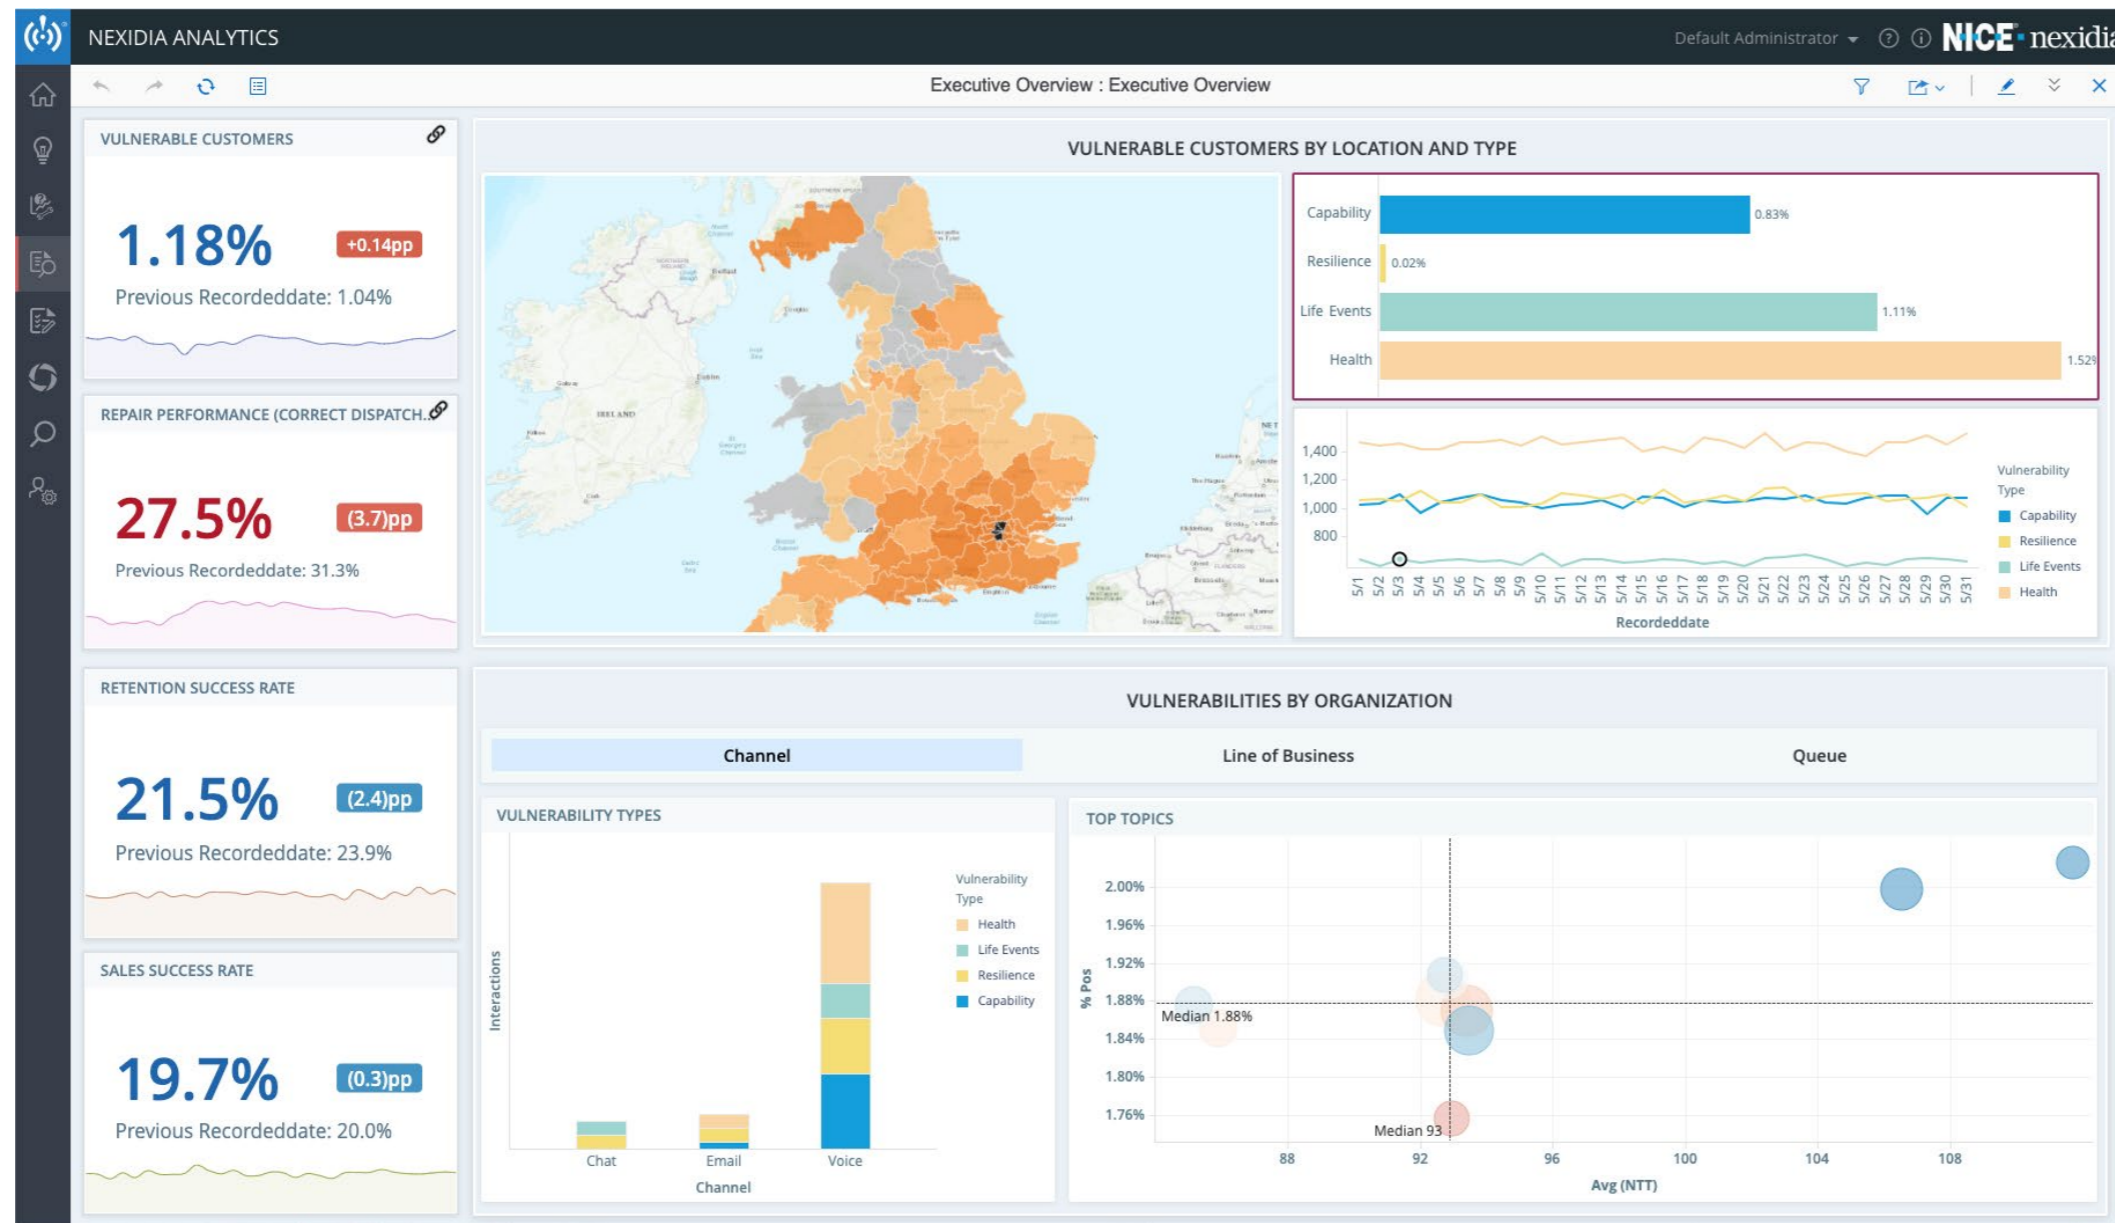 NEXIDIA ANALYTICS
Default Administrator
NICE nexidia
Executive Overview : Executive Overview
VULNERABLE CUSTOMERS
1.18%
+0.14pp
Previous Recordeddate: 1.04%
REPAIR PERFORMANCE (CORRECT DISPATCH...
27.5%
(3.7)pp
Previous Recordeddate: 31.3%
RETENTION SUCCESS RATE
21.5%
(2.4)pp
Previous Recordeddate: 23.9%
SALES SUCCESS RATE
19.7%
(0.3)pp
Previous Recordeddate: 20.0%
VULNERABLE CUSTOMERS BY LOCATION AND TYPE
IRELAND
Dublin
Belfast
Capability
0.83%
Resilience
0.02%
Life Events
1.11%
Health
1.52%
1,400
1,200
1,000
800
5/1
5/2
5/3
5/4
5/5
5/6
5/7
5/8
5/9
5/10
5/11
5/12
5/13
5/14
5/15
5/16
5/17
5/18
5/19
5/20
5/21
5/22
5/23
5/24
5/25
5/26
5/27
5/28
5/29
5/30
5/31
Recordeddate
Vulnerability
Type
Capability
Resilience
Life Events
Health
VULNERABILITIES BY ORGANIZATION
Channel
Line of Business
Queue
VULNERABILITY TYPES
Interactions
Chat
Email
Voice
Channel
Vulnerability
Type
Health
Life Events
Resilience
Capability
TOP TOPICS
% Pos
2.00%
1.96%
1.92%
1.88%
1.84%
1.80%
1.76%
Median 1.88%
Median 93
88
92
96
100
104
108
Avg (NTT)